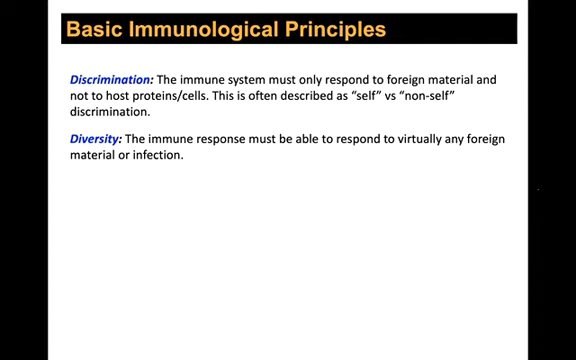 Basic Immunological Principles
Discrimination: The immune system must only respond to foreign material and
not to host proteins/cells. This is often described as “self” vs “non-self”
discrimination.
Diversity: The immune response must be able to respond to virtually any foreign
material or infection.